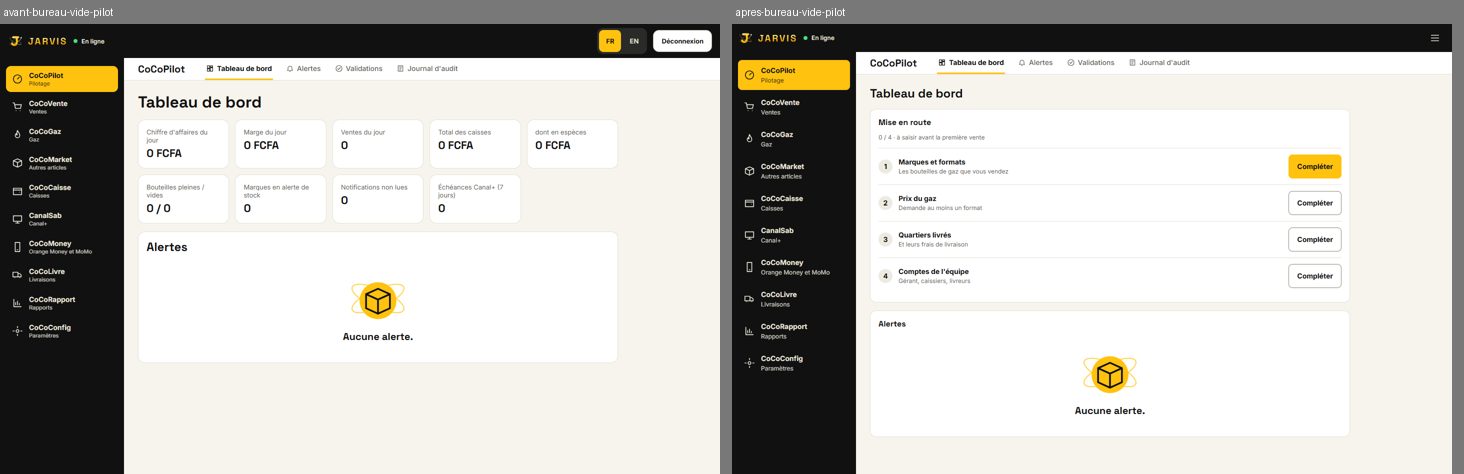 avant-bureau-vide-pilot
JARVIS
En ligne
FR
EN
Déconnexion
CoCoPilot
Pilotage
CoCoVente
Ventes
CoCoGaz
Gaz
CoCoMarket
Autres articles
CoCoCaisse
Caisses
CanalSab
Canal+
CoCoMoney
Orange Money et MoMo
CoCoLivre
Livraisons
CoCoRapport
Rapports
CoCoConfig
Paramètres
CoCoPilot
Tableau de bord
Alertes
Validations
Journal d'audit
Tableau de bord
Chiffre d'affaires du
jour
0 FCFA
Marge du jour
0 FCFA
Ventes du jour
0
Total des caisses
0 FCFA
dont en espèces
0 FCFA
Bouteilles pleines /
vides
0 / 0
Marques en alerte de
stock
0
Notifications non lues
0
Échéances Canal+ (7
jours)
0
Alertes
Aucune alerte.
apres-bureau-vide-pilot
JARVIS
En ligne
CoCoPilot
Pilotage
CoCoVente
Ventes
CoCoGaz
Gaz
CoCoMarket
Autres articles
CoCoCaisse
Caisses
CanalSab
Canal+
CoCoMoney
Orange Money et MoMo
CoCoLivre
Livraisons
CoCoRapport
Rapports
CoCoConfig
Paramètres
CoCoPilot
Tableau de bord
Alertes
Validations
Journal d'audit
Tableau de bord
Mise en route
0 / 4 · à saisir avant la première vente
1
Marques et formats
Les bouteilles de gaz que vous vendez
Compléter
2
Prix du gaz
Demande au moins un format
Compléter
3
Quartiers livrés
Et leurs frais de livraison
Compléter
4
Comptes de l'équipe
Gérant, caissiers, livreurs
Compléter
Alertes
Aucune alerte.